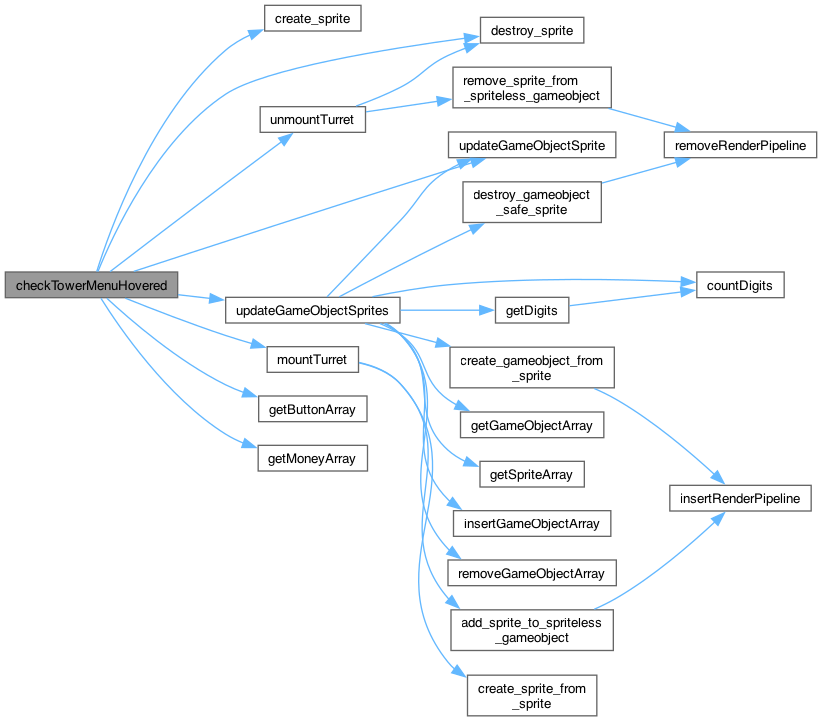 create_sprite
destroy_sprite
remove_sprite_from
_spriteless_gameobject
unmountTurret
updateGameObjectSprite
removeRenderPipeline
destroy_gameobject
_safe_sprite
checkTowerMenuHovered
countDigits
updateGameObjectSprites
getDigits
mountTurret
create_gameobject_from
_sprite
getButtonArray
getGameObjectArray
getMoneyArray
getSpriteArray
insertRenderPipeline
insertGameObjectArray
removeGameObjectArray
add_sprite_to_spriteless
_gameobject
create_sprite_from
_sprite